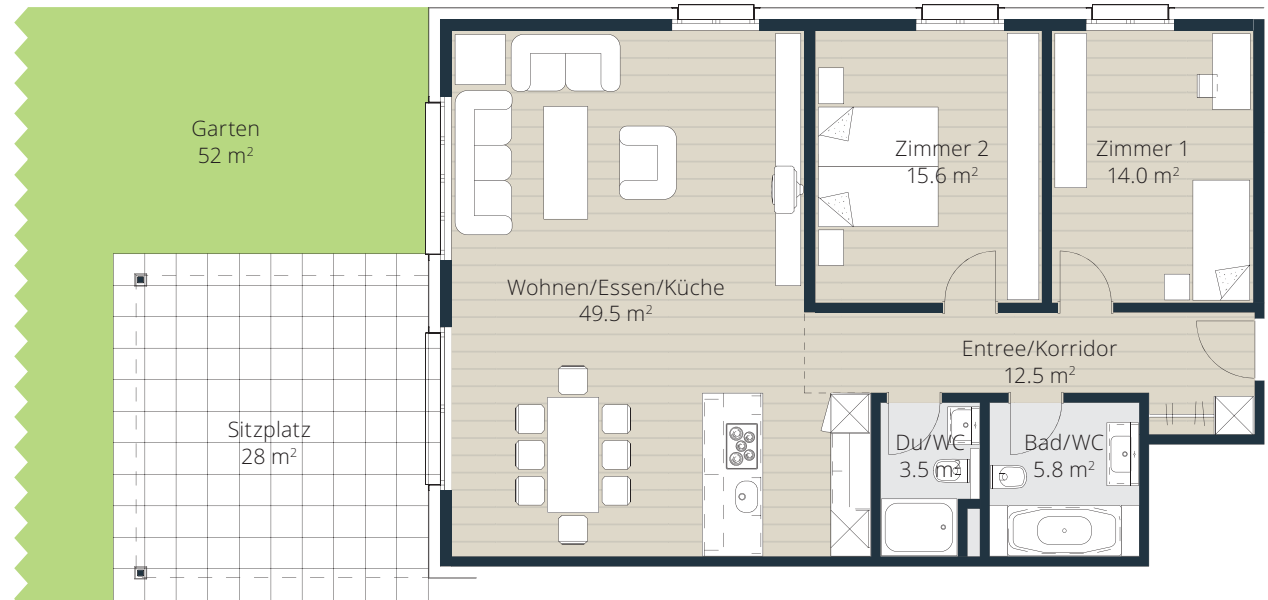 Garten
52 m²
Zimmer 2
15.6 m²
Zimmer 1
14.0 m²
Wohnen/Essen/Küche
49.5 m²
Entree/Korridor
12.5 m²
Sitzplatz
28 m²
Du/WC
3.5 m²
Bad/WC
5.8 m²